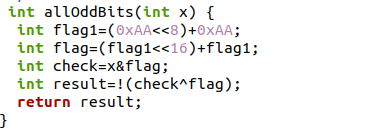 int allOddBits(int x) {
int flag1=(0xAA<<8)+0xAA;
int flag=(flag1<<16)+flag1;
int check=x&flag;
int result=!(check^flag);
return result;
}